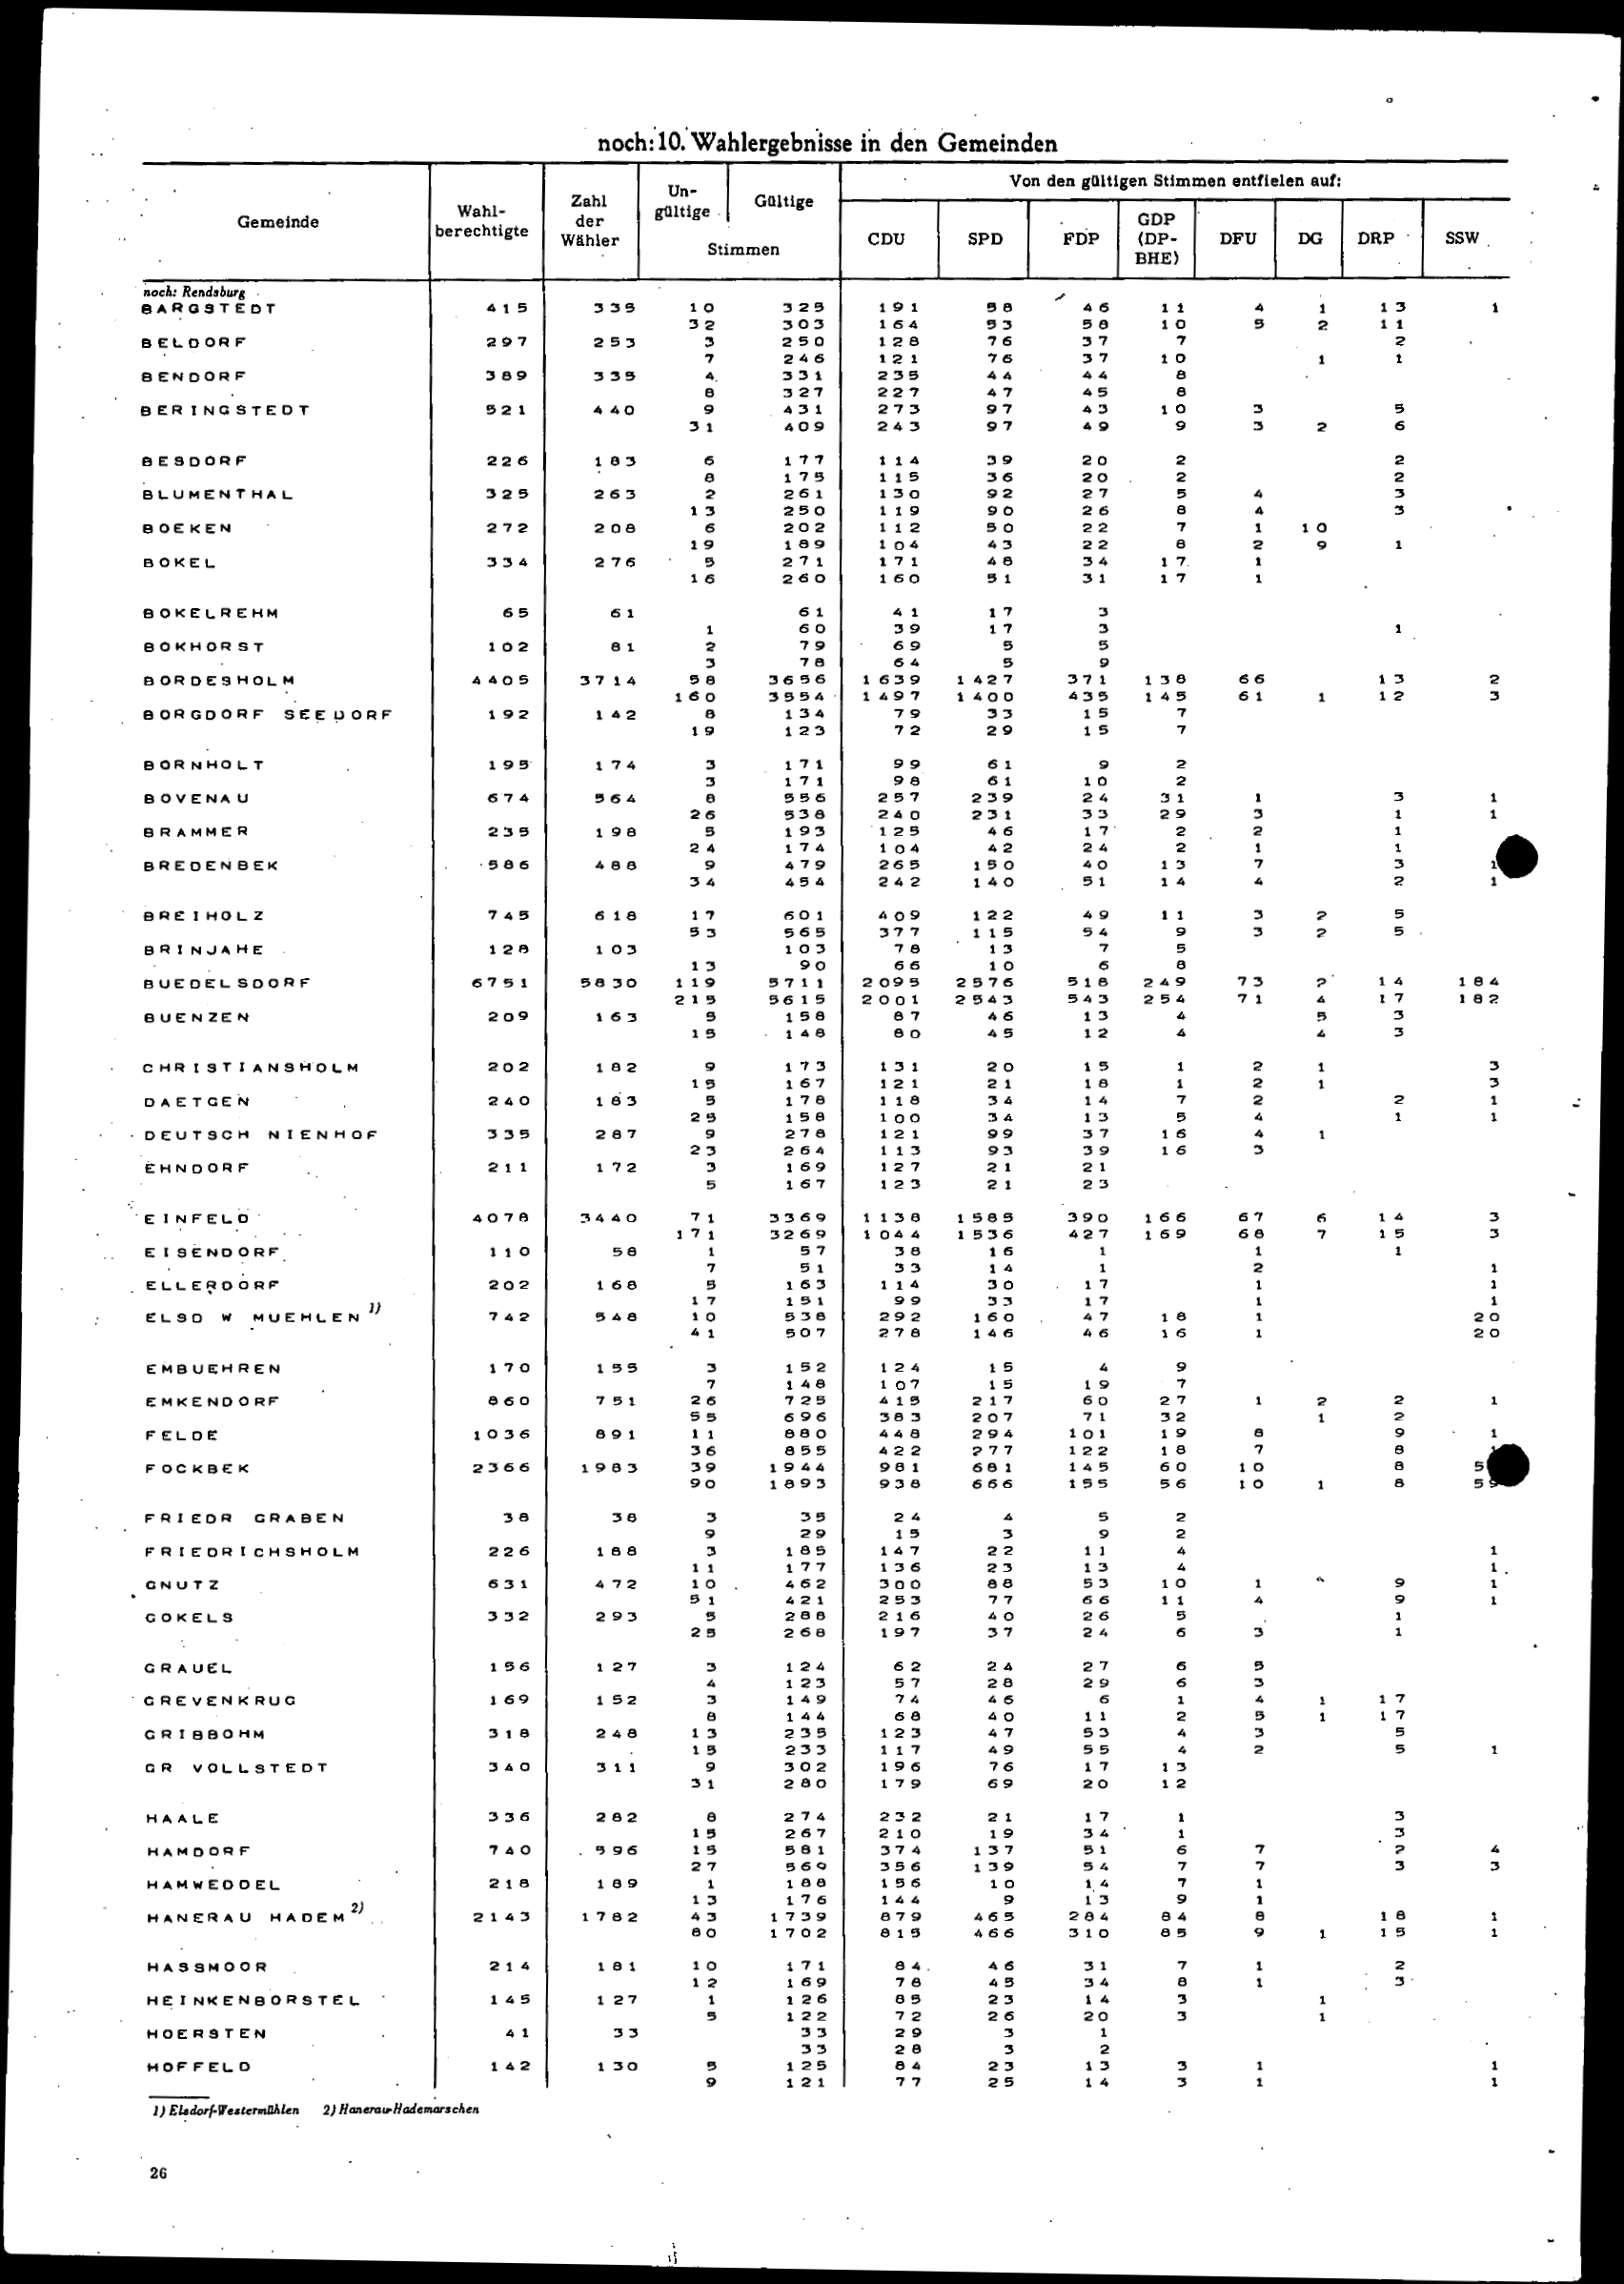 noch: 10. Wahlergebnisse in den Gemeinden
Gemeinde Wahl-berechtigte Zahl der Wähler Un-gültige Gültige Stimmen Von den gültigen Stimmen entfielen auf:
CDU SPD FDP GDP (DP-BHE) DFU DG DRP SSW
noch: Rendsburg
BARGSTEDT 415 335 10 325 191 58 46 11 4 1 13 1
32 303 164 53 58 10 5 2 11
BELDORF 297 253 3 250 128 76 37 7 2
7 246 121 76 37 10 1 1
BENDORF 389 335 4 331 235 44 44 8
8 327 227 47 45 8
BERINGSTEDT 521 440 9 431 273 97 43 10 3 5
31 409 243 97 49 9 3 2 6
BESDORF 226 183 6 177 114 39 20 2 2
8 175 115 36 20 2 2
BLUMENTHAL 325 263 2 261 130 92 27 5 4 3
13 250 119 90 26 8 4 3
BOEKEN 272 208 6 202 112 50 22 7 1 10
19 189 104 43 22 8 2 9 1
BOKEL 334 276 5 271 171 48 34 17 1
16 260 160 51 31 17 1
BOKELREHM 65 61 61 41 17 3
1 60 39 17 3 1
BOKHORST 102 81 2 79 69 5 5
3 78 64 5 9
BORDESHOLM 4405 3714 58 3656 1639 1427 371 138 66 13 2
160 3554 1497 1400 435 145 61 1 12 3
BORGDORF SEEDORF 192 142 8 134 79 33 15 7
19 123 72 29 15 7
BORNHOLT 195 174 3 171 99 61 9 2
3 171 98 61 10 2
BOVENAU 674 564 8 556 257 239 24 31 1 3 1
26 538 240 231 33 29 3 1 1
BRAMMER 235 198 5 193 125 46 17 2 2 1
24 174 104 42 24 2 1 1
BREDENBEK 586 488 9 479 265 150 40 13 7 3 1
34 454 242 140 51 14 4 2 1
BREIHOLZ 745 618 17 601 409 122 49 11 3 2 5
53 565 377 115 54 9 3 2 5
BRINJAHE 128 103 103 78 13 7 5
13 90 66 10 6 8
BUEDELSDORF 6751 5830 119 5711 2095 2576 518 249 73 2 14 184
215 5615 2001 2543 543 254 71 4 17 182
BUENZEN 209 163 5 158 87 46 13 4 5 3
15 148 80 45 12 4 4 3
CHRISTIANSHOLM 202 182 9 173 131 20 15 1 2 1 3
15 167 121 21 18 1 2 1 3
DAETGEN 240 183 5 178 118 34 14 7 2 2 1
25 158 100 34 13 5 4 1 1
DEUTSCH NIENHOF 335 287 9 278 121 99 37 16 4 1
23 264 113 93 39 16 3
EHNDORF 211 172 3 169 127 21 21
5 167 123 21 23
EINFELD 4078 3440 71 3369 1138 1585 390 166 67 6 14 3
171 3269 1044 1536 427 169 68 7 15 3
EISENDORF 110 58 1 57 38 16 1 1 1
7 51 33 14 1 2 1
ELLERDORF 202 168 5 163 114 30 17 1 1
17 151 99 33 17 1 1
ELSD W MUEHLEN 1) 742 548 10 538 292 160 47 18 1 20
41 507 278 146 46 16 1 20
EMBUEHREN 170 155 3 152 124 15 4 9
7 148 107 15 19 7
EMKENDORF 860 751 26 725 415 217 60 27 1 2 2 1
55 696 383 207 71 32 1 2
FELDE 1036 891 11 880 448 294 101 19 8 9 1
36 855 422 277 122 18 7 8
FOCKBEK 2366 1983 39 1944 981 681 145 60 10 8
90 1893 938 666 155 56 10 1 8 59
FRIEDR GRABEN 38 38 3 35 24 4 5 2
9 29 15 3 9 2
FRIEDRICHSHOLM 226 188 3 185 147 22 11 4 1
11 177 136 23 13 4 1
GNUTZ 631 472 10 462 300 88 53 10 1 9 1
51 421 253 77 66 11 4 9 1
GOKELS 332 293 5 288 216 40 26 5 1
25 268 197 37 24 6 3 1
GRAUEL 156 127 3 124 62 24 27 6 5
4 123 57 28 29 6 3
GREVENKRUG 169 152 3 149 74 46 6 1 4 1 17
8 144 68 40 11 2 5 1 17
GRIBBOHM 318 248 13 235 123 47 53 4 3 5
15 233 117 49 55 4 2 5 1
GR VOLLSTEDT 340 311 9 302 196 76 17 13
31 280 179 69 20 12
HAALE 336 282 8 274 232 21 17 1 3
15 267 210 19 34 1 3
HAMDORF 740 596 15 581 374 137 51 6 7 2 4
27 569 356 139 54 7 7 3 3
HAMWEDDEL 218 189 1 188 156 10 14 7 1
13 176 144 9 13 9 1
HANERAU HADEM 2) 2143 1782 43 1739 879 465 284 84 8 18 1
80 1702 815 466 310 85 9 1 15 1
HASSMOOR 214 181 10 171 84 46 31 7 1 2
12 169 78 45 34 8 1 3
HEINKENBORSTEL 145 127 1 126 85 23 14 3 1
5 122 72 26 20 3 1
HOERSTEN 41 33 33 29 3 1
33 28 3 2
HOFFELD 142 130 5 125 84 23 13 3 1 1
9 121 77 25 14 3 1 1
1) Elsdorf-Westermühlen 2) Hanerau-Hademarschen
26